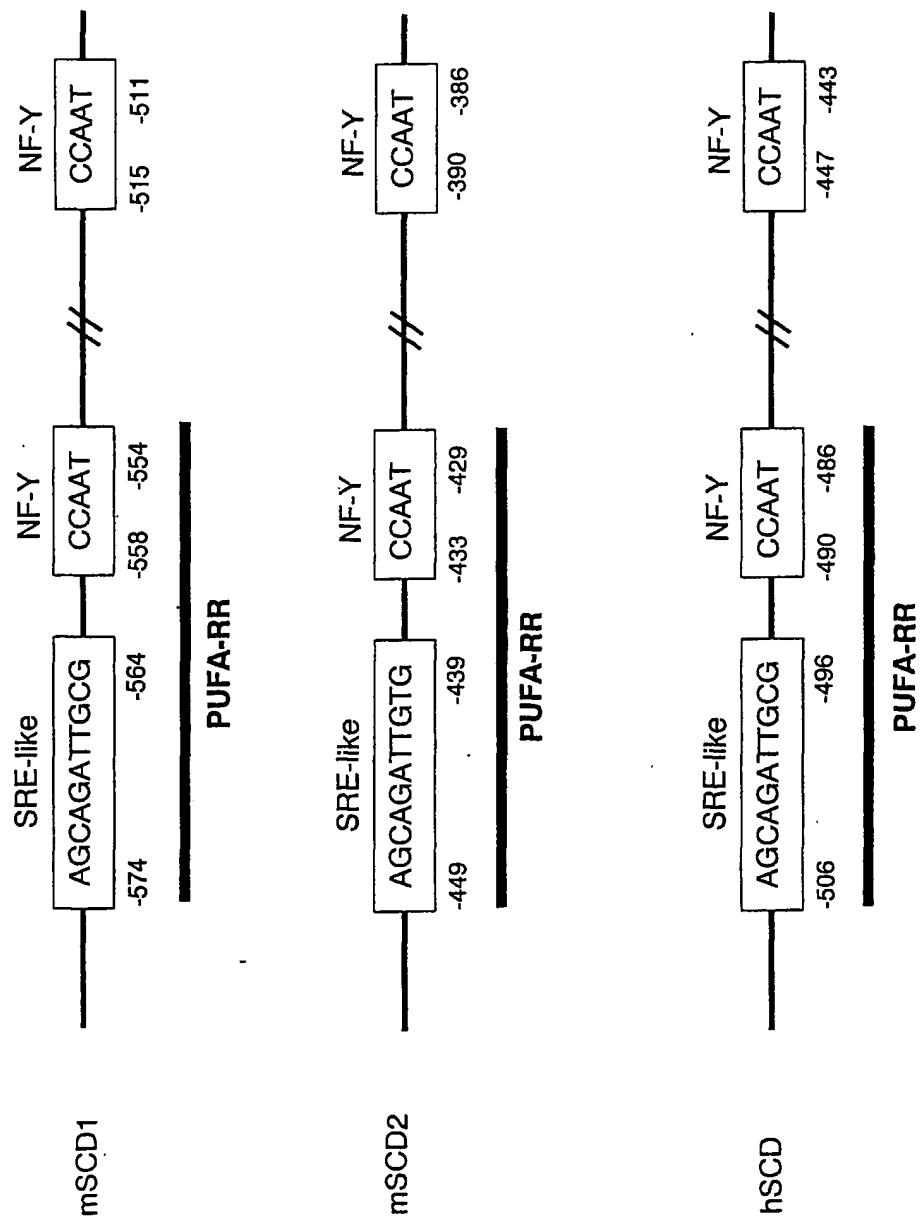 mSCD1
SRE-like NF-Y NF-Y
AGCAGATTGCG CCAAT CCAAT
-574 -564 -558 -554 -515 -511
PUFA-RR
mSCD2
SRE-like NF-Y NF-Y
AGCAGATTGTG CCAAT CCAAT
-449 -439 -433 -429 -390 -386
PUFA-RR
hSCD
SRE-like NF-Y NF-Y
AGCAGATTGCG CCAAT CCAAT
-506 -496 -490 -486 -447 -443
PUFA-RR